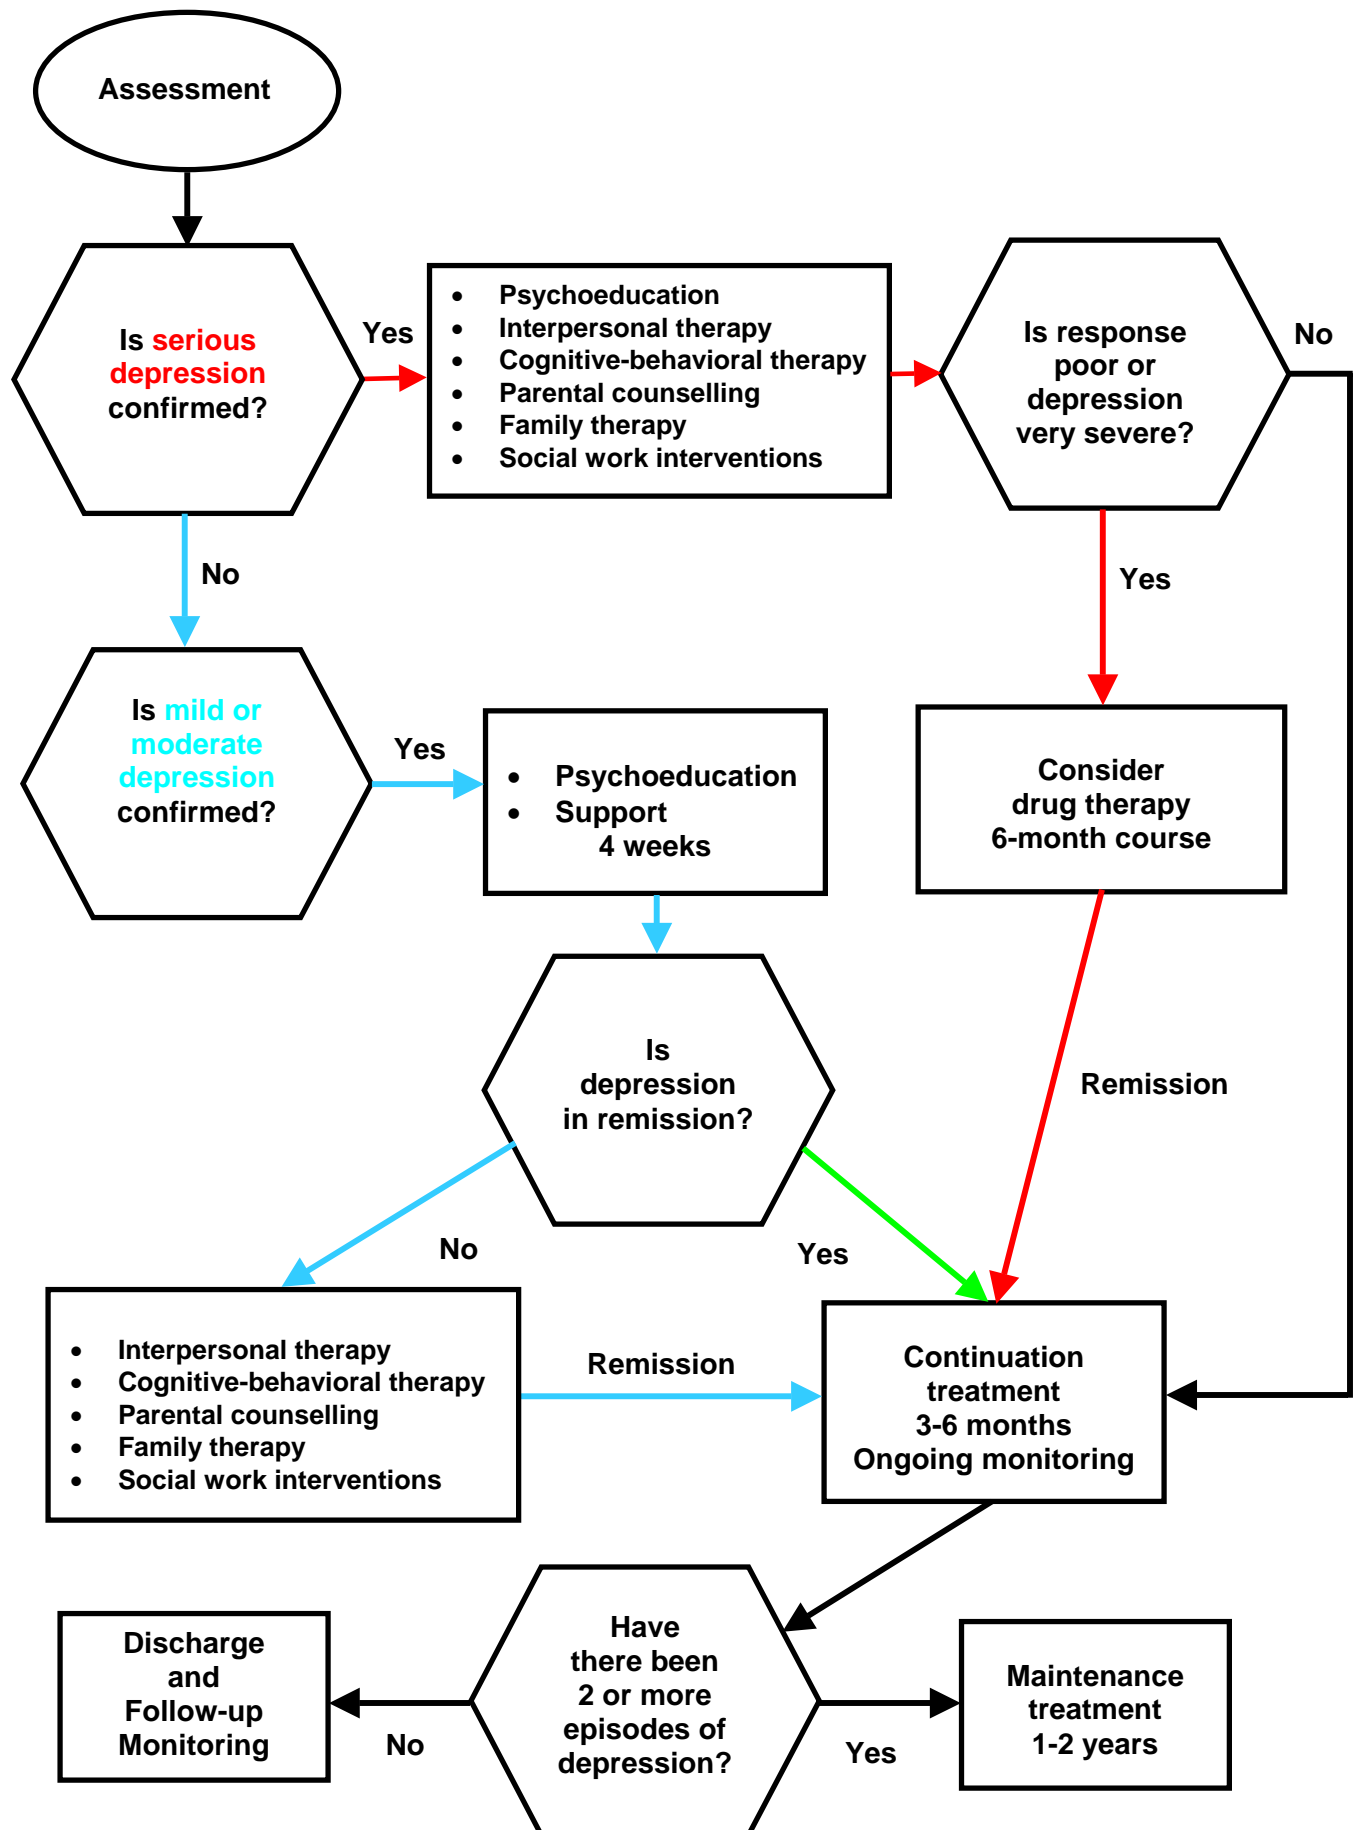 Assessment
Is serious
depression
confirmed?
Yes
• Psychoeducation
• Interpersonal therapy
• Cognitive-behavioral therapy
• Parental counselling
• Family therapy
• Social work interventions
Is response
poor or
depression
very severe?
No
No
Yes
Is mild or
moderate
depression
confirmed?
Yes
• Psychoeducation
• Support
4 weeks
Consider
drug therapy
6-month course
Is
depression
in remission?
Remission
No
Yes
• Interpersonal therapy
• Cognitive-behavioral therapy
• Parental counselling
• Family therapy
• Social work interventions
Remission
Continuation
treatment
3-6 months
Ongoing monitoring
Discharge
and
Follow-up
Monitoring
No
Have
there been
2 or more
episodes of
depression?
Yes
Maintenance
treatment
1-2 years